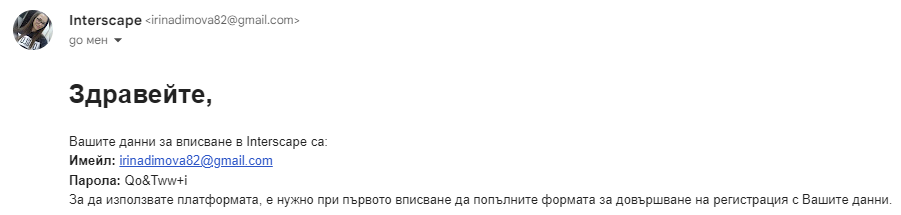 Interscape <irinadimova82@gmail.com>
до мен
Здравейте,
Вашите данни за вписване в Interscape са:
Имейл: irinadimova82@gmail.com
Парола: Qo&Tww+i
За да използвате платформата, е нужно при първото вписване да попълните формата за довършване на регистрация с Вашите данни.